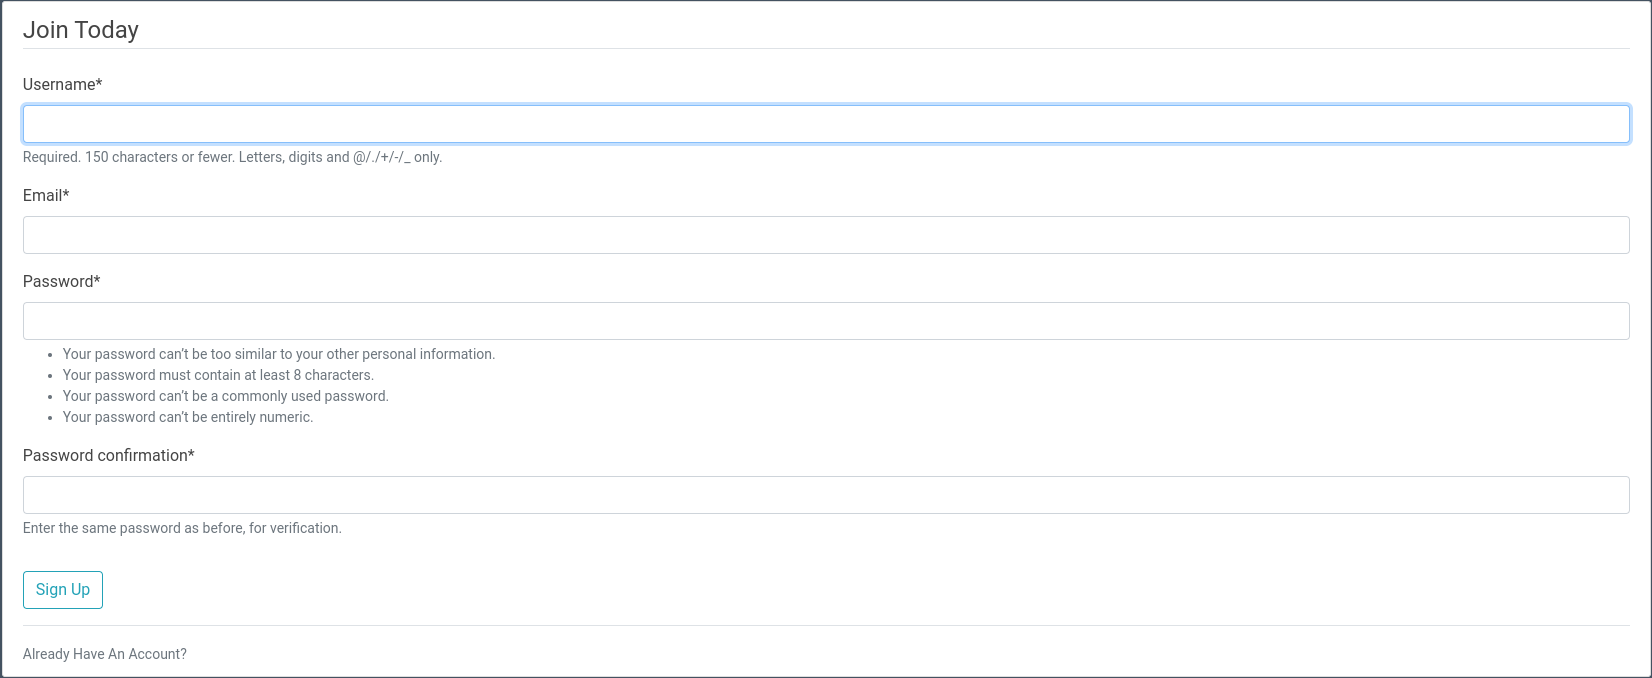 Join Today
Username*
Required. 150 characters or fewer. Letters, digits and @/./+/-/_ only.
Email*
Password*
Your password can’t be too similar to your other personal information.
Your password must contain at least 8 characters.
Your password can’t be a commonly used password.
Your password can’t be entirely numeric.
Password confirmation*
Enter the same password as before, for verification.
Sign Up
Already Have An Account?